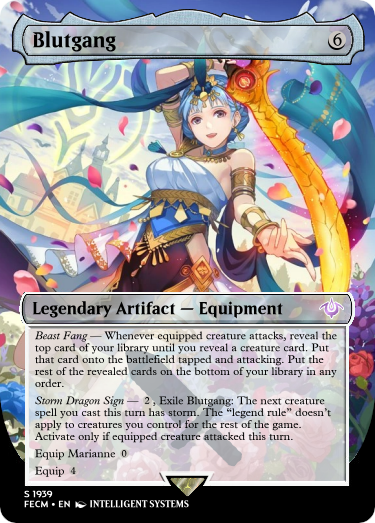 Blutgang 6
Legendary Artifact — Equipment
Beast Fang — Whenever equipped creature attacks, reveal the
top card of your library until you reveal a creature card. Put
that card onto the battlefield tapped and attacking. Put the
rest of the revealed cards on the bottom of your library in any
order.
Storm Dragon Sign — 2 , Exile Blutgang: The next creature
spell you cast this turn has storm. The “legend rule” doesn’t
apply to creatures you control for the rest of the game.
Activate only if equipped creature attacked this turn.
Equip Marianne 0
Equip 4
S 1939
FECM • EN INTELLIGENT SYSTEMS